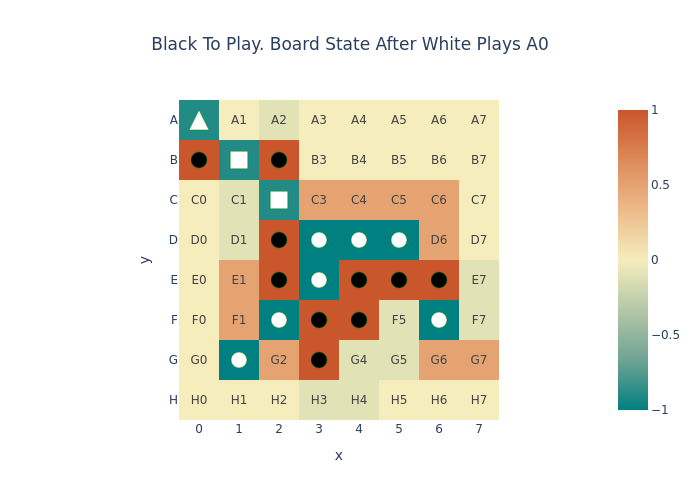 Black To Play. Board State After White Plays A0
A A1 A2 A3 A4 A5 A6 A7
B B3 B4 B5 B6 B7
C C0 C1 C3 C4 C5 C6 C7
D D0 D1 D6 D7
E E0 E1 E7
F F0 F1 F5 F7
G G0 G2 G4 G5 G6 G7
H H0 H1 H2 H3 H4 H5 H6 H7
0 1 2 3 4 5 6 7
x
y
1
0.5
0
−0.5
−1